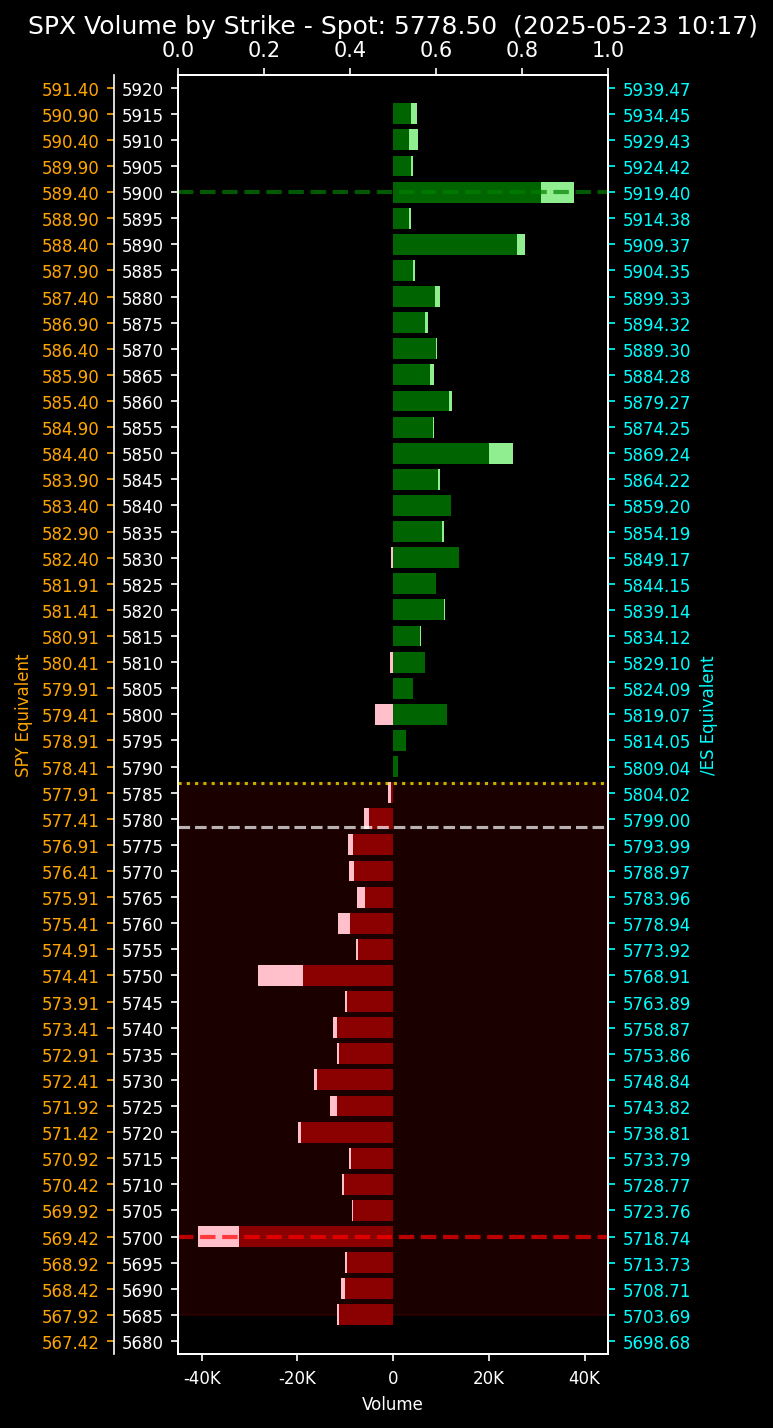 SPX Volume by Strike - Spot: 5778.50 (2025-05-23 10:17)
0.0 0.2 0.4 0.6 0.8 1.0
591.40 5920 5939.47
590.90 5915 5934.45
590.40 5910 5929.43
589.90 5905 5924.42
589.40 5900 5919.40
588.90 5895 5914.38
588.40 5890 5909.37
587.90 5885 5904.35
587.40 5880 5899.33
586.90 5875 5894.32
586.40 5870 5889.30
585.90 5865 5884.28
585.40 5860 5879.27
584.90 5855 5874.25
584.40 5850 5869.24
583.90 5845 5864.22
583.40 5840 5859.20
582.90 5835 5854.19
582.40 5830 5849.17
581.91 5825 5844.15
581.41 5820 5839.14
580.91 5815 5834.12
580.41 5810 5829.10
579.91 5805 5824.09
579.41 5800 5819.07
578.91 5795 5814.05
578.41 5790 5809.04
577.91 5785 5804.02
577.41 5780 5799.00
576.91 5775 5793.99
576.41 5770 5788.97
575.91 5765 5783.96
575.41 5760 5778.94
574.91 5755 5773.92
574.41 5750 5768.91
573.91 5745 5763.89
573.41 5740 5758.87
572.91 5735 5753.86
572.41 5730 5748.84
571.92 5725 5743.82
571.42 5720 5738.81
570.92 5715 5733.79
570.42 5710 5728.77
569.92 5705 5723.76
569.42 5700 5718.74
568.92 5695 5713.73
568.42 5690 5708.71
567.92 5685 5703.69
567.42 5680 5698.68
SPY Equivalent
/ES Equivalent
-40K -20K 0 20K 40K
Volume